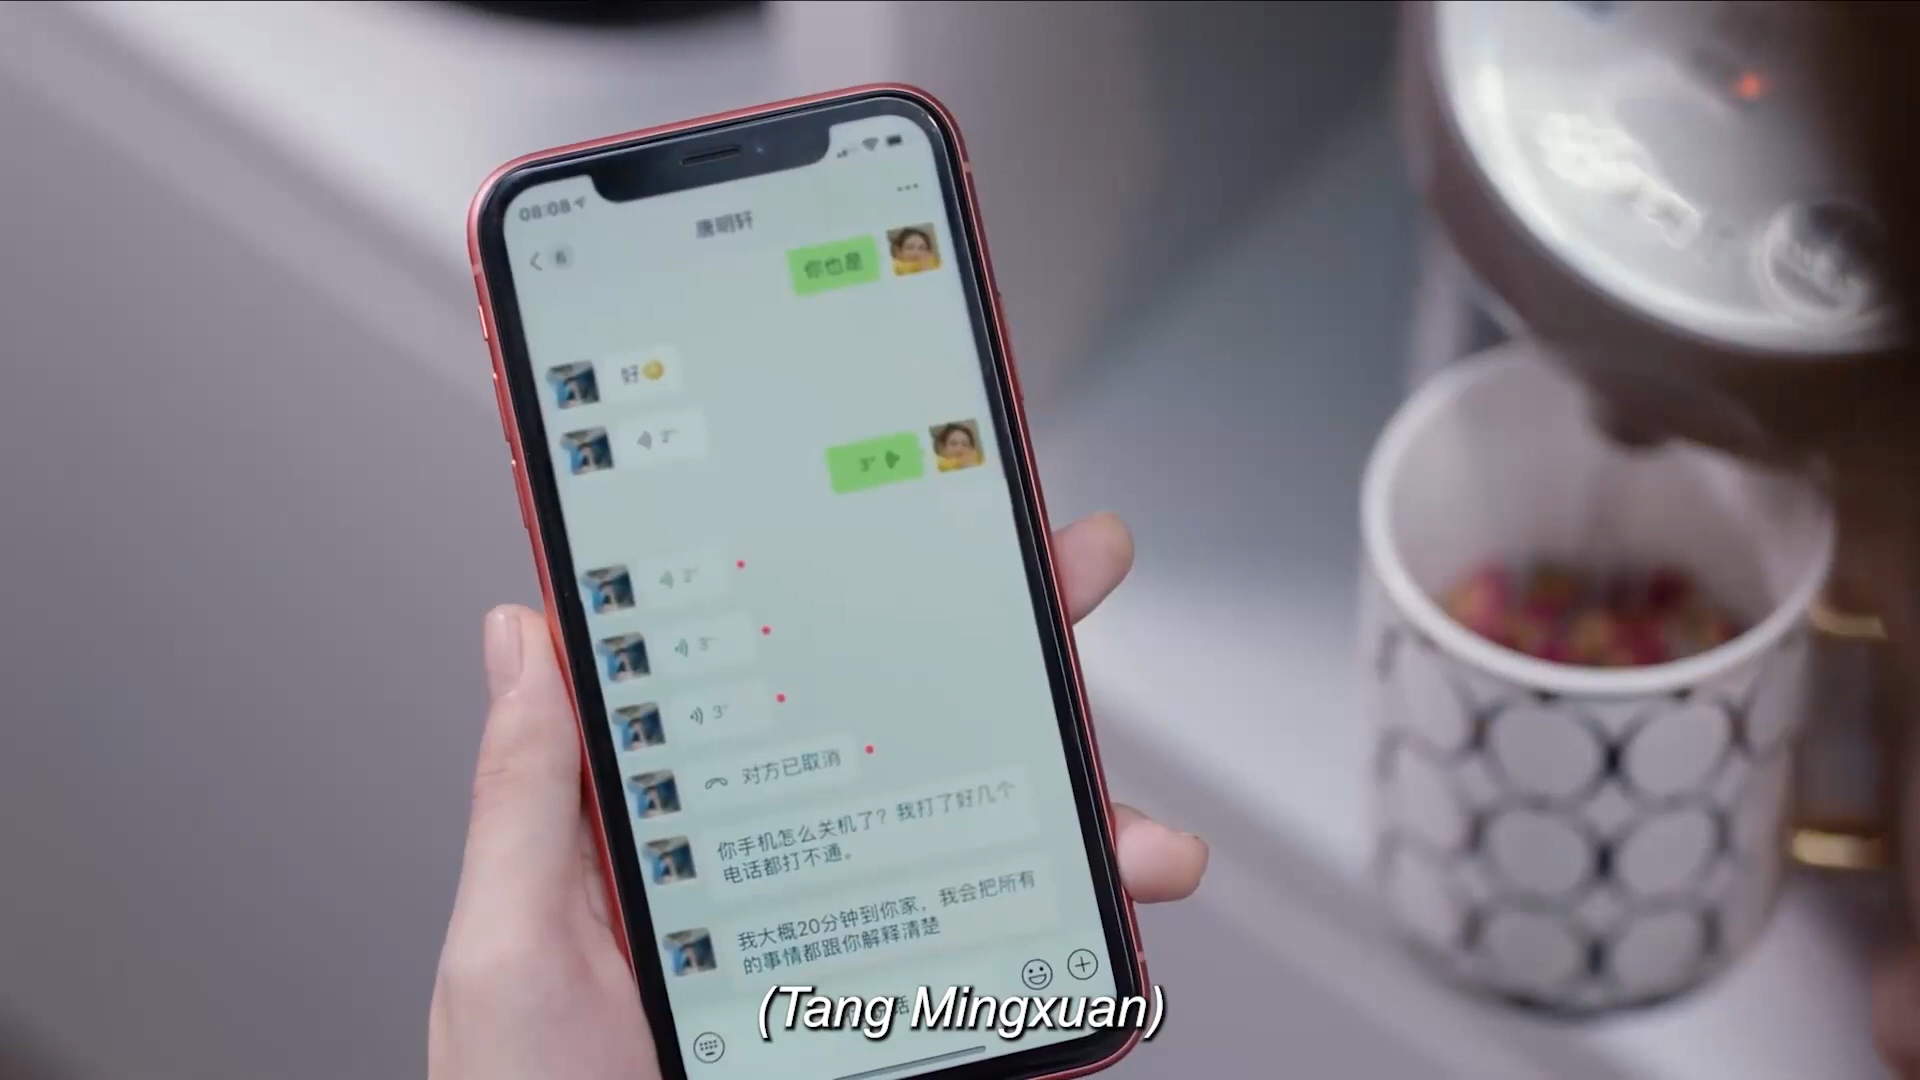 08:08
唐明轩
6
你也是
好
2"
3"
2"
3"
3"
对方已取消
你手机怎么关机了？我打了好几个
电话都打不通。
我大概20分钟到你家，我会把所有
的事情都跟你解释清楚
(Tang Mingxuan)